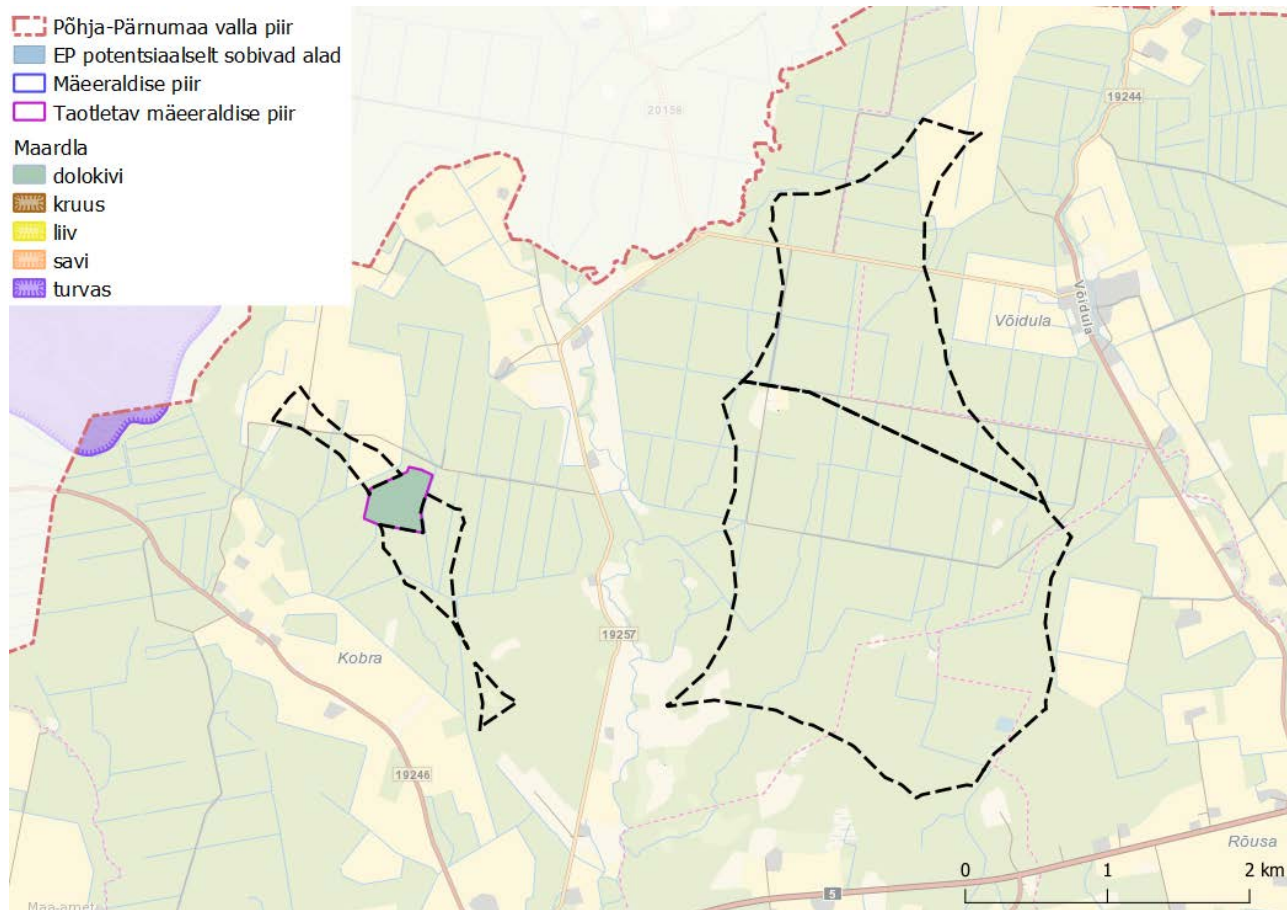 Põhja-Pärnumaa valla piir
EP potentsiaalselt sobivad alad
Mäeeraldise piir
Taotletav mäeeraldise piir
Maardla
dolokivi
kruus
liiv
savi
turvas
20156
19244
Võidula
Võidula
19257
Kobra
19246
Rõusa
5
0 1 2 km
Maa-amet